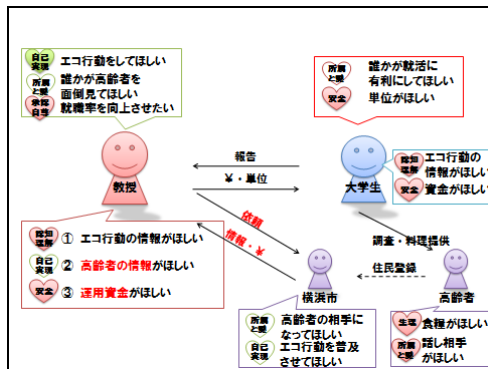 自己
実現
エコ行動をしてほしい
所属
と愛
誰かが高齢者を
面倒見てほしい
承認
自尊
就職率を向上させたい
所属
と愛
誰かが就活に
有利にしてほしい
安全
単位がほしい
報告
¥・単位
教授
大学生
認知
理解
エコ行動の
情報がほしい
安全
資金がほしい
依頼
情報・¥
調査・料理提供
住民登録
認知
理解
① エコ行動の情報がほしい
自己
実現
② 高齢者の情報がほしい
安全
③ 運用資金がほしい
横浜市
高齢者
所属
と愛
高齢者の相手に
なってほしい
自己
実現
エコ行動を普及
させてほしい
生理
食糧がほしい
所属
と愛
話し相手
がほしい